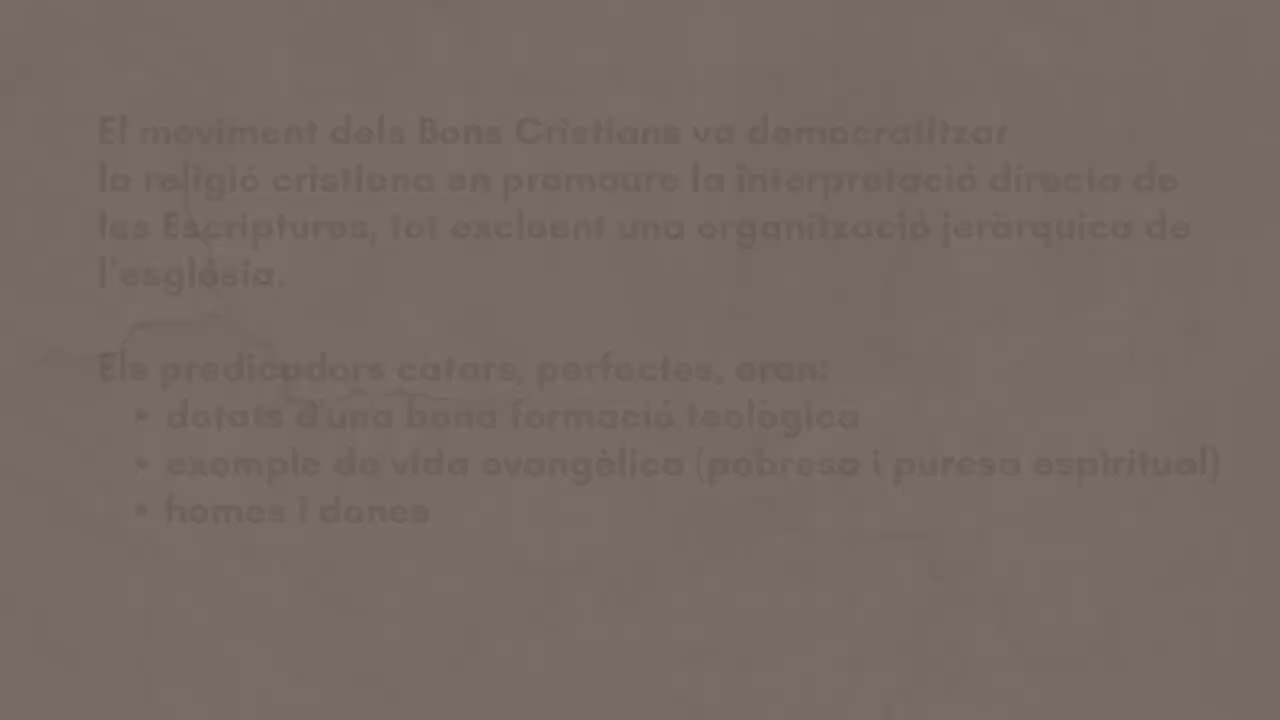 El moviment dels Bons Cristians va democratitzar
la religió cristiana en promoure la interpretació directa de
les Escriptures, tot excloent una organització jeràrquica de
l'església.
Els predicadors càtars, perfectes, eran:
• dotats d'una bona formació teològica
• exemple de vida evangèlica (pobresa i puresa espiritual)
• homes i dones